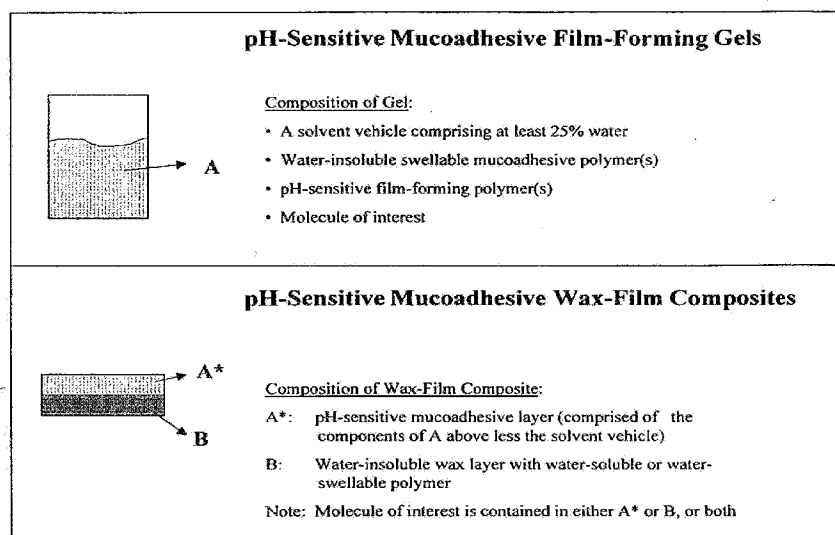 pH-Sensitive Mucoadhesive Film-Forming Gels
Composition of Gel:
• A solvent vehicle comprising at least 25% water
• Water-insoluble swellable mucoadhesive polymer(s)
• pH-sensitive film-forming polymer(s)
• Molecule of interest
A
pH-Sensitive Mucoadhesive Wax-Film Composites
A*
B
Composition of Wax-Film Composite:
A*: pH-sensitive mucoadhesive layer (comprised of the
components of A above less the solvent vehicle)
B: Water-insoluble wax layer with water-soluble or water-
swellable polymer
Note: Molecule of interest is contained in either A* or B, or both